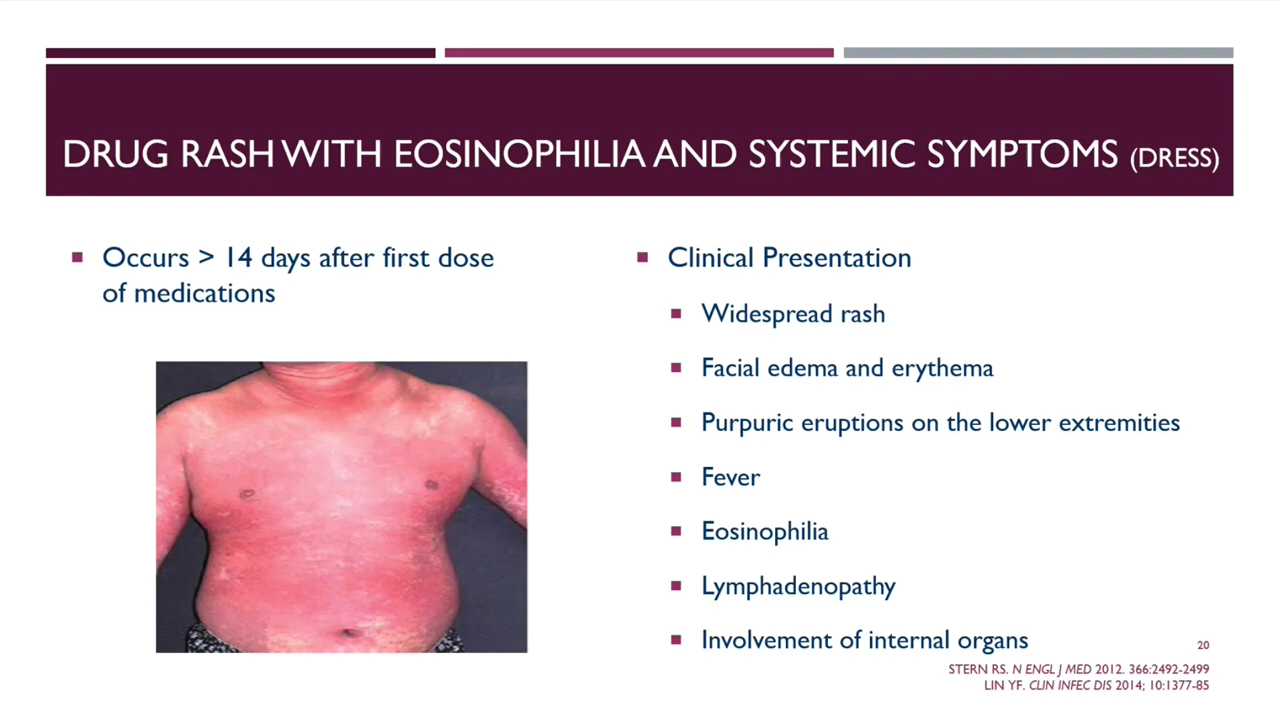 DRUG RASH WITH EOSINOPHILIA AND SYSTEMIC SYMPTOMS (DRESS)
Occurs > 14 days after first dose
of medications
Clinical Presentation
Widespread rash
Facial edema and erythema
Purpuric eruptions on the lower extremities
Fever
Eosinophilia
Lymphadenopathy
Involvement of internal organs
20
STERN RS. N ENGL J MED 2012. 366:2492-2499
LIN YF. CLIN INFEC DIS 2014; 10:1377-85